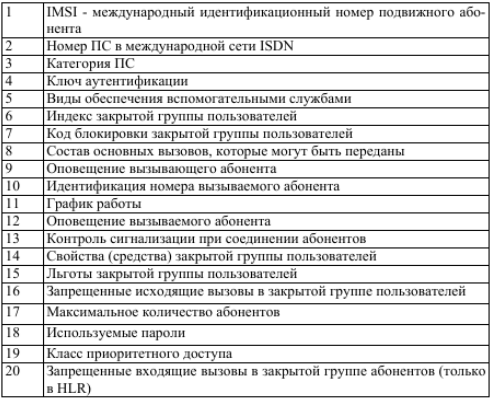 1 IMSI - международный идентификационный номер подвижного або-
нента
2 Номер ПС в международной сети ISDN
3 Категория ПС
4 Ключ аутентификации
5 Виды обеспечения вспомогательными службами
6 Индекс закрытой группы пользователей
7 Код блокировки закрытой группы пользователей
8 Состав основных вызовов, которые могут быть переданы
9 Оповещение вызывающего абонента
10 Идентификация номера вызываемого абонента
11 График работы
12 Оповещение вызываемого абонента
13 Контроль сигнализации при соединении абонентов
14 Свойства (средства) закрытой группы пользователей
15 Льготы закрытой группы пользователей
16 Запрещенные исходящие вызовы в закрытой группе пользователей
17 Максимальное количество абонентов
18 Используемые пароли
19 Класс приоритетного доступа
20 Запрещенные входящие вызовы в закрытой группе абонентов (только
в HLR)